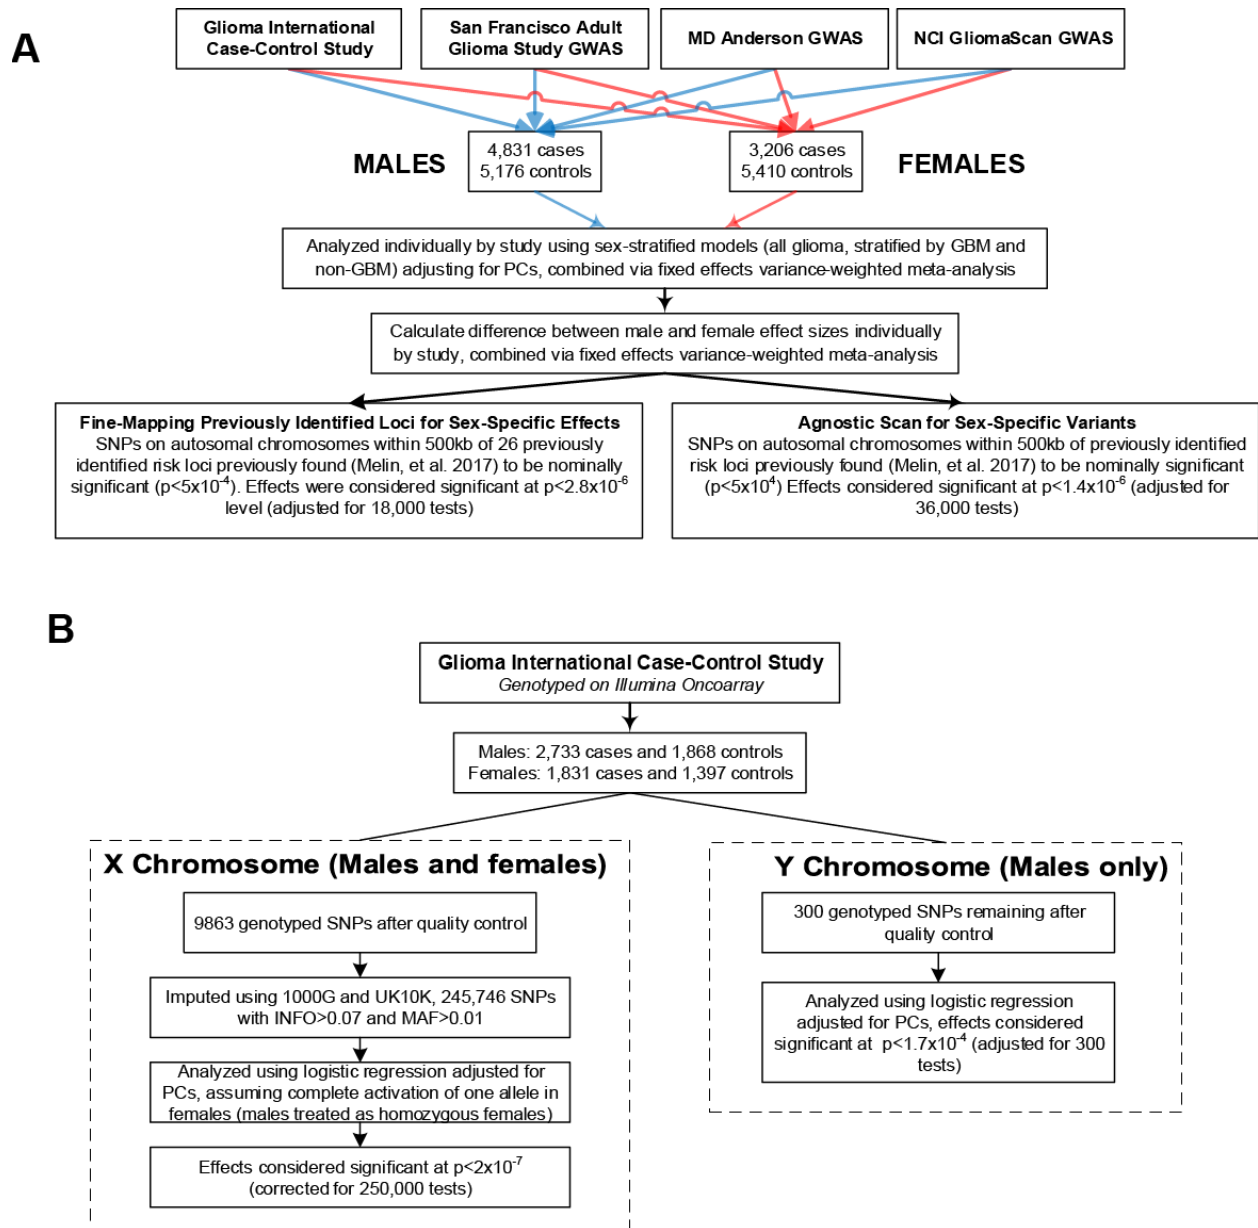 A
Glioma International
Case-Control Study
San Francisco Adult
Glioma Study GWAS
MD Anderson GWAS
NCI GliomaScan GWAS
MALES
4,831 cases
5,176 controls
3,206 cases
5,410 controls
FEMALES
Analyzed individually by study using sex-stratified models (all glioma, stratified by GBM and
non-GBM) adjusting for PCs, combined via fixed effects variance-weighted meta-analysis
Calculate difference between male and female effect sizes individually
by study, combined via fixed effects variance-weighted meta-analysis
Fine-Mapping Previously Identified Loci for Sex-Specific Effects
SNPs on autosomal chromosomes within 500kb of 26 previously
identified risk loci previously found (Melin, et al. 2017) to be nominally
significant (p<5x10⁻⁴). Effects were considered significant at p<2.8x10⁻⁶
level (adjusted for 18,000 tests)
Agnostic Scan for Sex-Specific Variants
SNPs on autosomal chromosomes within 500kb of previously identified
risk loci previously found (Melin, et al. 2017) to be nominally significant
(p<5x10⁴) Effects considered significant at p<1.4x10⁻⁶ (adjusted for
36,000 tests)
B
Glioma International Case-Control Study
Genotyped on Illumina Oncoarray
Males: 2,733 cases and 1,868 controls
Females: 1,831 cases and 1,397 controls
X Chromosome (Males and females)
9863 genotyped SNPs after quality control
Imputed using 1000G and UK10K, 245,746 SNPs
with INFO>0.07 and MAF>0.01
Analyzed using logistic regression adjusted for
PCs, assuming complete activation of one allele in
females (males treated as homozygous females)
Effects considered significant at p<2x10⁻⁷
(corrected for 250,000 tests)
Y Chromosome (Males only)
300 genotyped SNPs remaining after
quality control
Analyzed using logistic regression
adjusted for PCs, effects considered
significant at p<1.7x10⁻⁴ (adjusted for 300
tests)